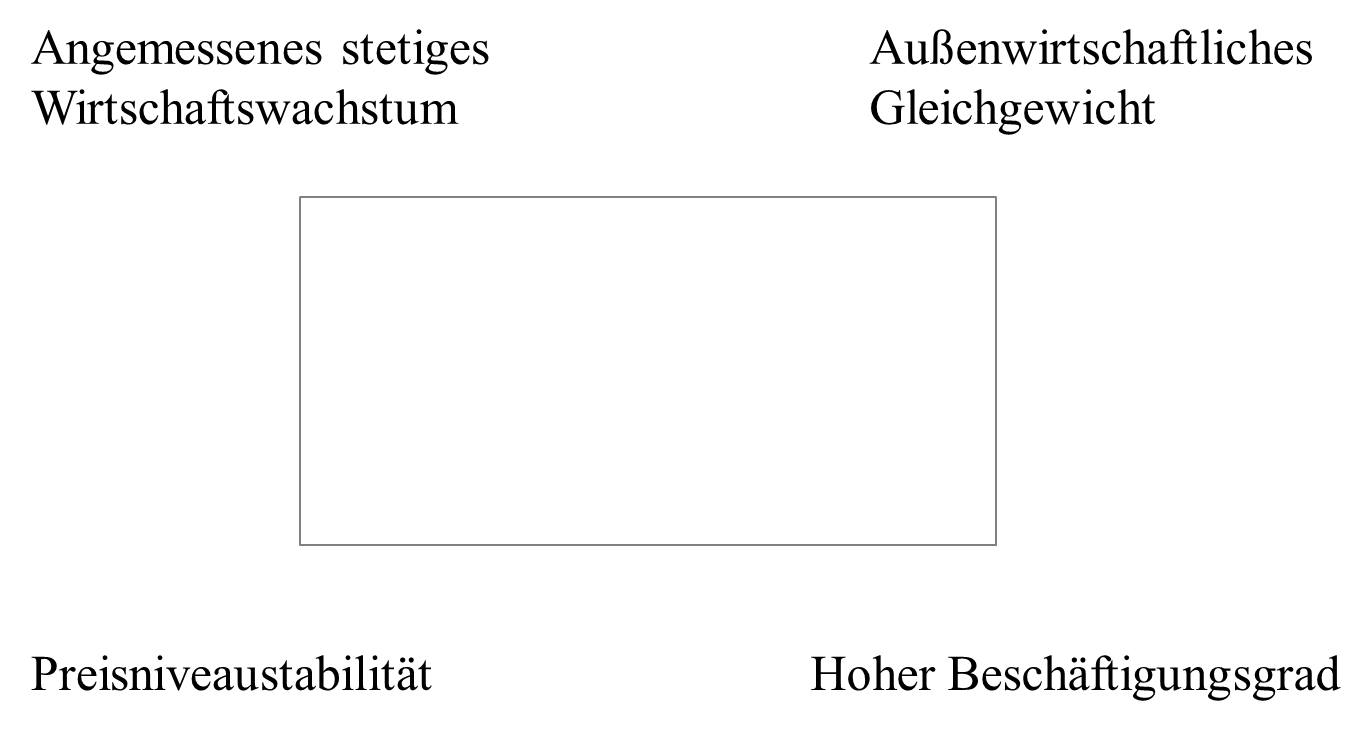 Angemessenes stetiges
Wirtschaftswachstum
Außenwirtschaftliches
Gleichgewicht
Preisniveaustabilität
Hoher Beschäftigungsgrad